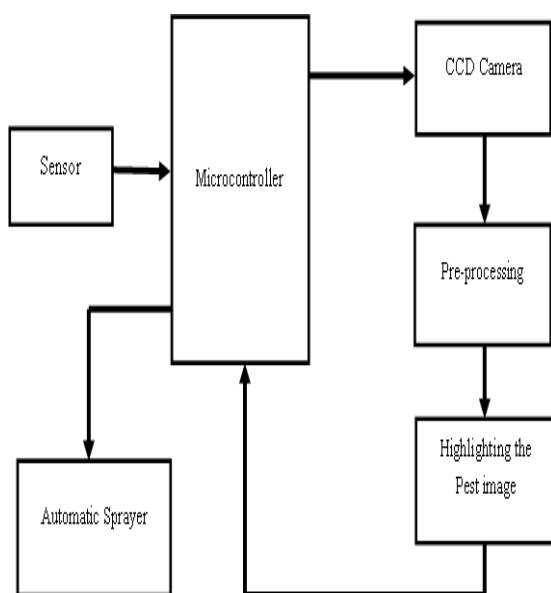 CCD Camera
Sensor
Microcontroller
Pre-processing
Highlighting the
Pest image
Automatic Sprayer